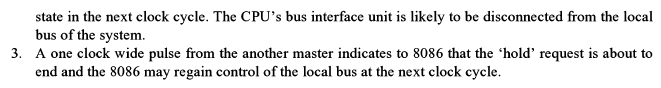 state in the next clock cycle. The CPU's bus interface unit is likely to be disconnected from the local
bus of the system.
3. A one clock wide pulse from the another master indicates to 8086 that the ‘hold’ request is about to
end and the 8086 may regain control of the local bus at the next clock cycle.